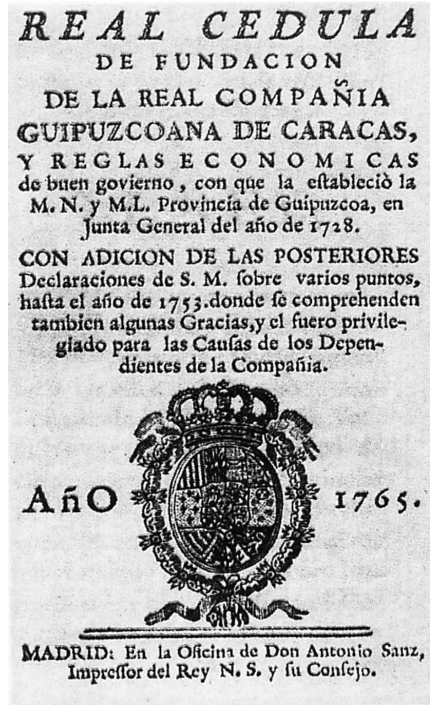 REAL CEDULA
DE FUNDACION
DE LA REAL COMPAÑIA
GUIPUZCOANA DE CARACAS,
Y REGLAS ECONOMICAS
de buen govierno, con que la eſtableciò la
M. N. y M.L. Provincia de Guipuzcoa, en
Junta General del año de 1728.
CON ADICION DE LAS POSTERIORES
Declaraciones de S. M. ſobre varios puntos,
haſta el año de 1753. donde ſe comprehenden
tambien algunas Gracias, y el fuero privile-
giado para las Cauſas de los Depen-
dientes de la Compañia.
AñO 1765.
MADRID: En la Oficina de Don Antonio Sanz,
Impreſſor del Rey N. S. y ſu Conſejo.